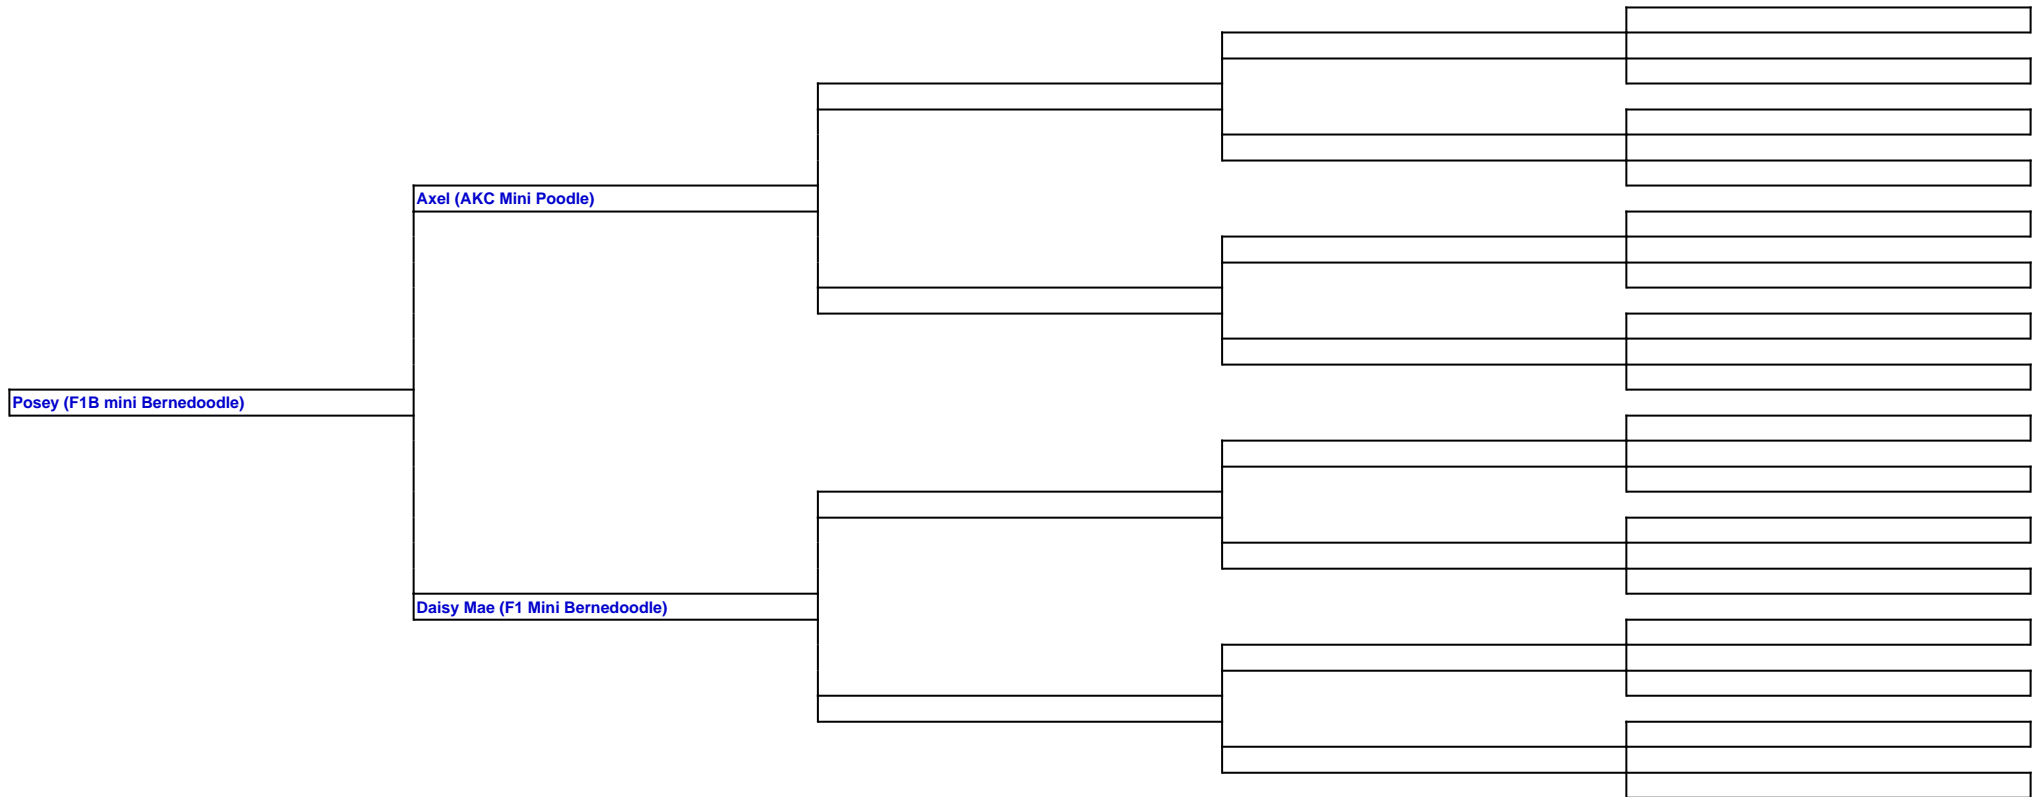 Axel (AKC Mini Poodle)
Posey (F1B mini Bernedoodle)
Daisy Mae (F1 Mini Bernedoodle)